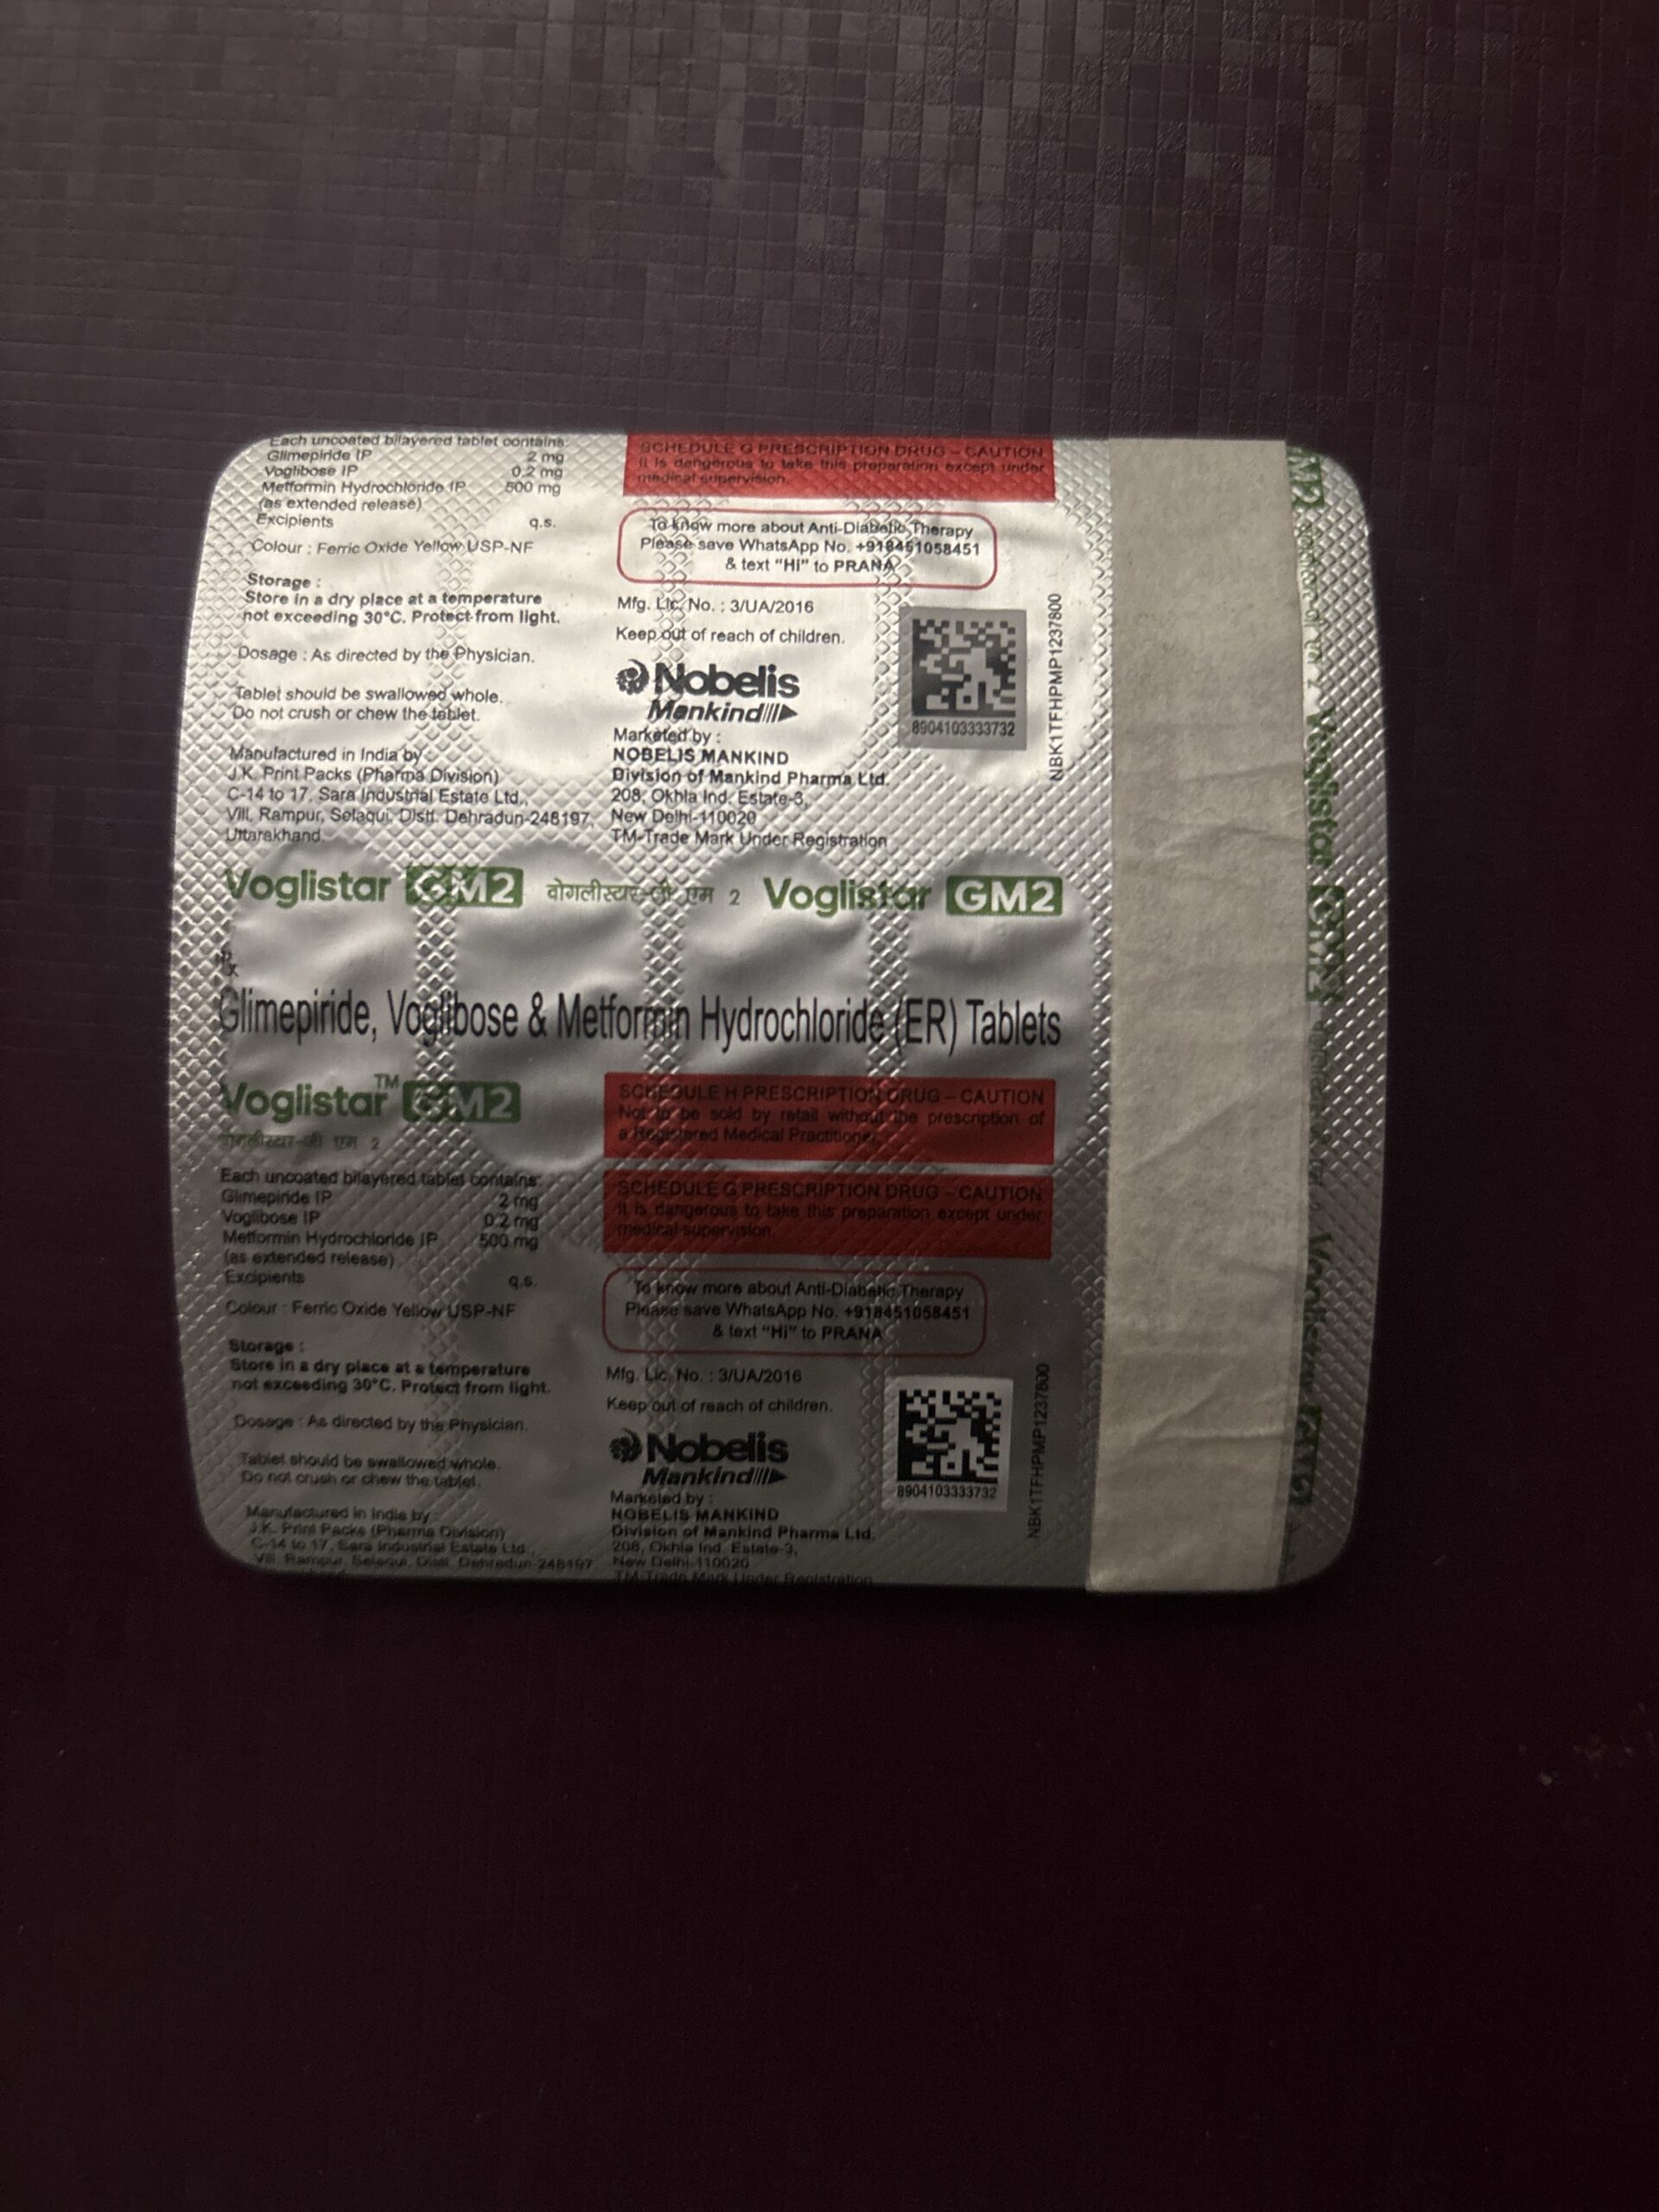 Each uncoated bilayered tablet contains:
Glimepiride IP 2 mg
Voglibose IP 0.2 mg
Metformin Hydrochloride IP 500 mg
(as extended release)
Excipients q.s.
Colour : Ferric Oxide Yellow USP-NF
Storage :
Store in a dry place at a temperature
not exceeding 30°C. Protect from light.
Dosage : As directed by the Physician.
Tablet should be swallowed whole.
Do not crush or chew the tablet.
Manufactured in India by :
J.K. Print Packs (Pharma Division)
C-14 to 17, Sara Industrial Estate Ltd.,
Vill. Rampur, Selaqui, Distt. Dehradun-248197,
Uttarakhand.
SCHEDULE G PRESCRIPTION DRUG – CAUTION
It is dangerous to take this preparation except under
medical supervision.
To know more about Anti-Diabetic Therapy
Please save WhatsApp No. +918451058451
& text "Hi" to PRANA
Mfg. Lic. No. : 3/UA/2016
Keep out of reach of children.
Nobelis
Mankind
Marketed by :
NOBELIS MANKIND
Division of Mankind Pharma Ltd.
208, Okhla Ind. Estate-3,
New Delhi-110020
TM-Trade Mark Under Registration
8904103333732
NBK1TFHPMP1237800
Voglistar GM2 वोगलीस्टार-जी एम 2 Voglistar GM2
Rx
Glimepiride, Voglibose & Metformin Hydrochloride (ER) Tablets
Voglistar™ GM2
वोगलीस्टार-जी एम 2
Each uncoated bilayered tablet contains:
Glimepiride IP 2 mg
Voglibose IP 0.2 mg
Metformin Hydrochloride IP 500 mg
(as extended release)
Excipients q.s.
Colour : Ferric Oxide Yellow USP-NF
Storage :
Store in a dry place at a temperature
not exceeding 30°C. Protect from light.
Dosage : As directed by the Physician.
Tablet should be swallowed whole.
Do not crush or chew the tablet.
Manufactured in India by :
J.K. Print Packs (Pharma Division)
C-14 to 17, Sara Industrial Estate Ltd.,
Vill. Rampur, Selaqui, Distt. Dehradun-248197
SCHEDULE H PRESCRIPTION DRUG – CAUTION
Not to be sold by retail without the prescription of
a Registered Medical Practitioner.
SCHEDULE G PRESCRIPTION DRUG – CAUTION
It is dangerous to take this preparation except under
medical supervision.
To know more about Anti-Diabetic Therapy
Please save WhatsApp No. +918451058451
& text "Hi" to PRANA
Mfg. Lic. No. : 3/UA/2016
Keep out of reach of children.
Nobelis
Mankind
Marketed by :
NOBELIS MANKIND
Division of Mankind Pharma Ltd.
208, Okhla Ind. Estate-3,
New Delhi-110020
TM-Trade Mark Under Registration
8904103333732
NBK1TFHPMP1237800
Voglistar GM2
Voglistar GM2